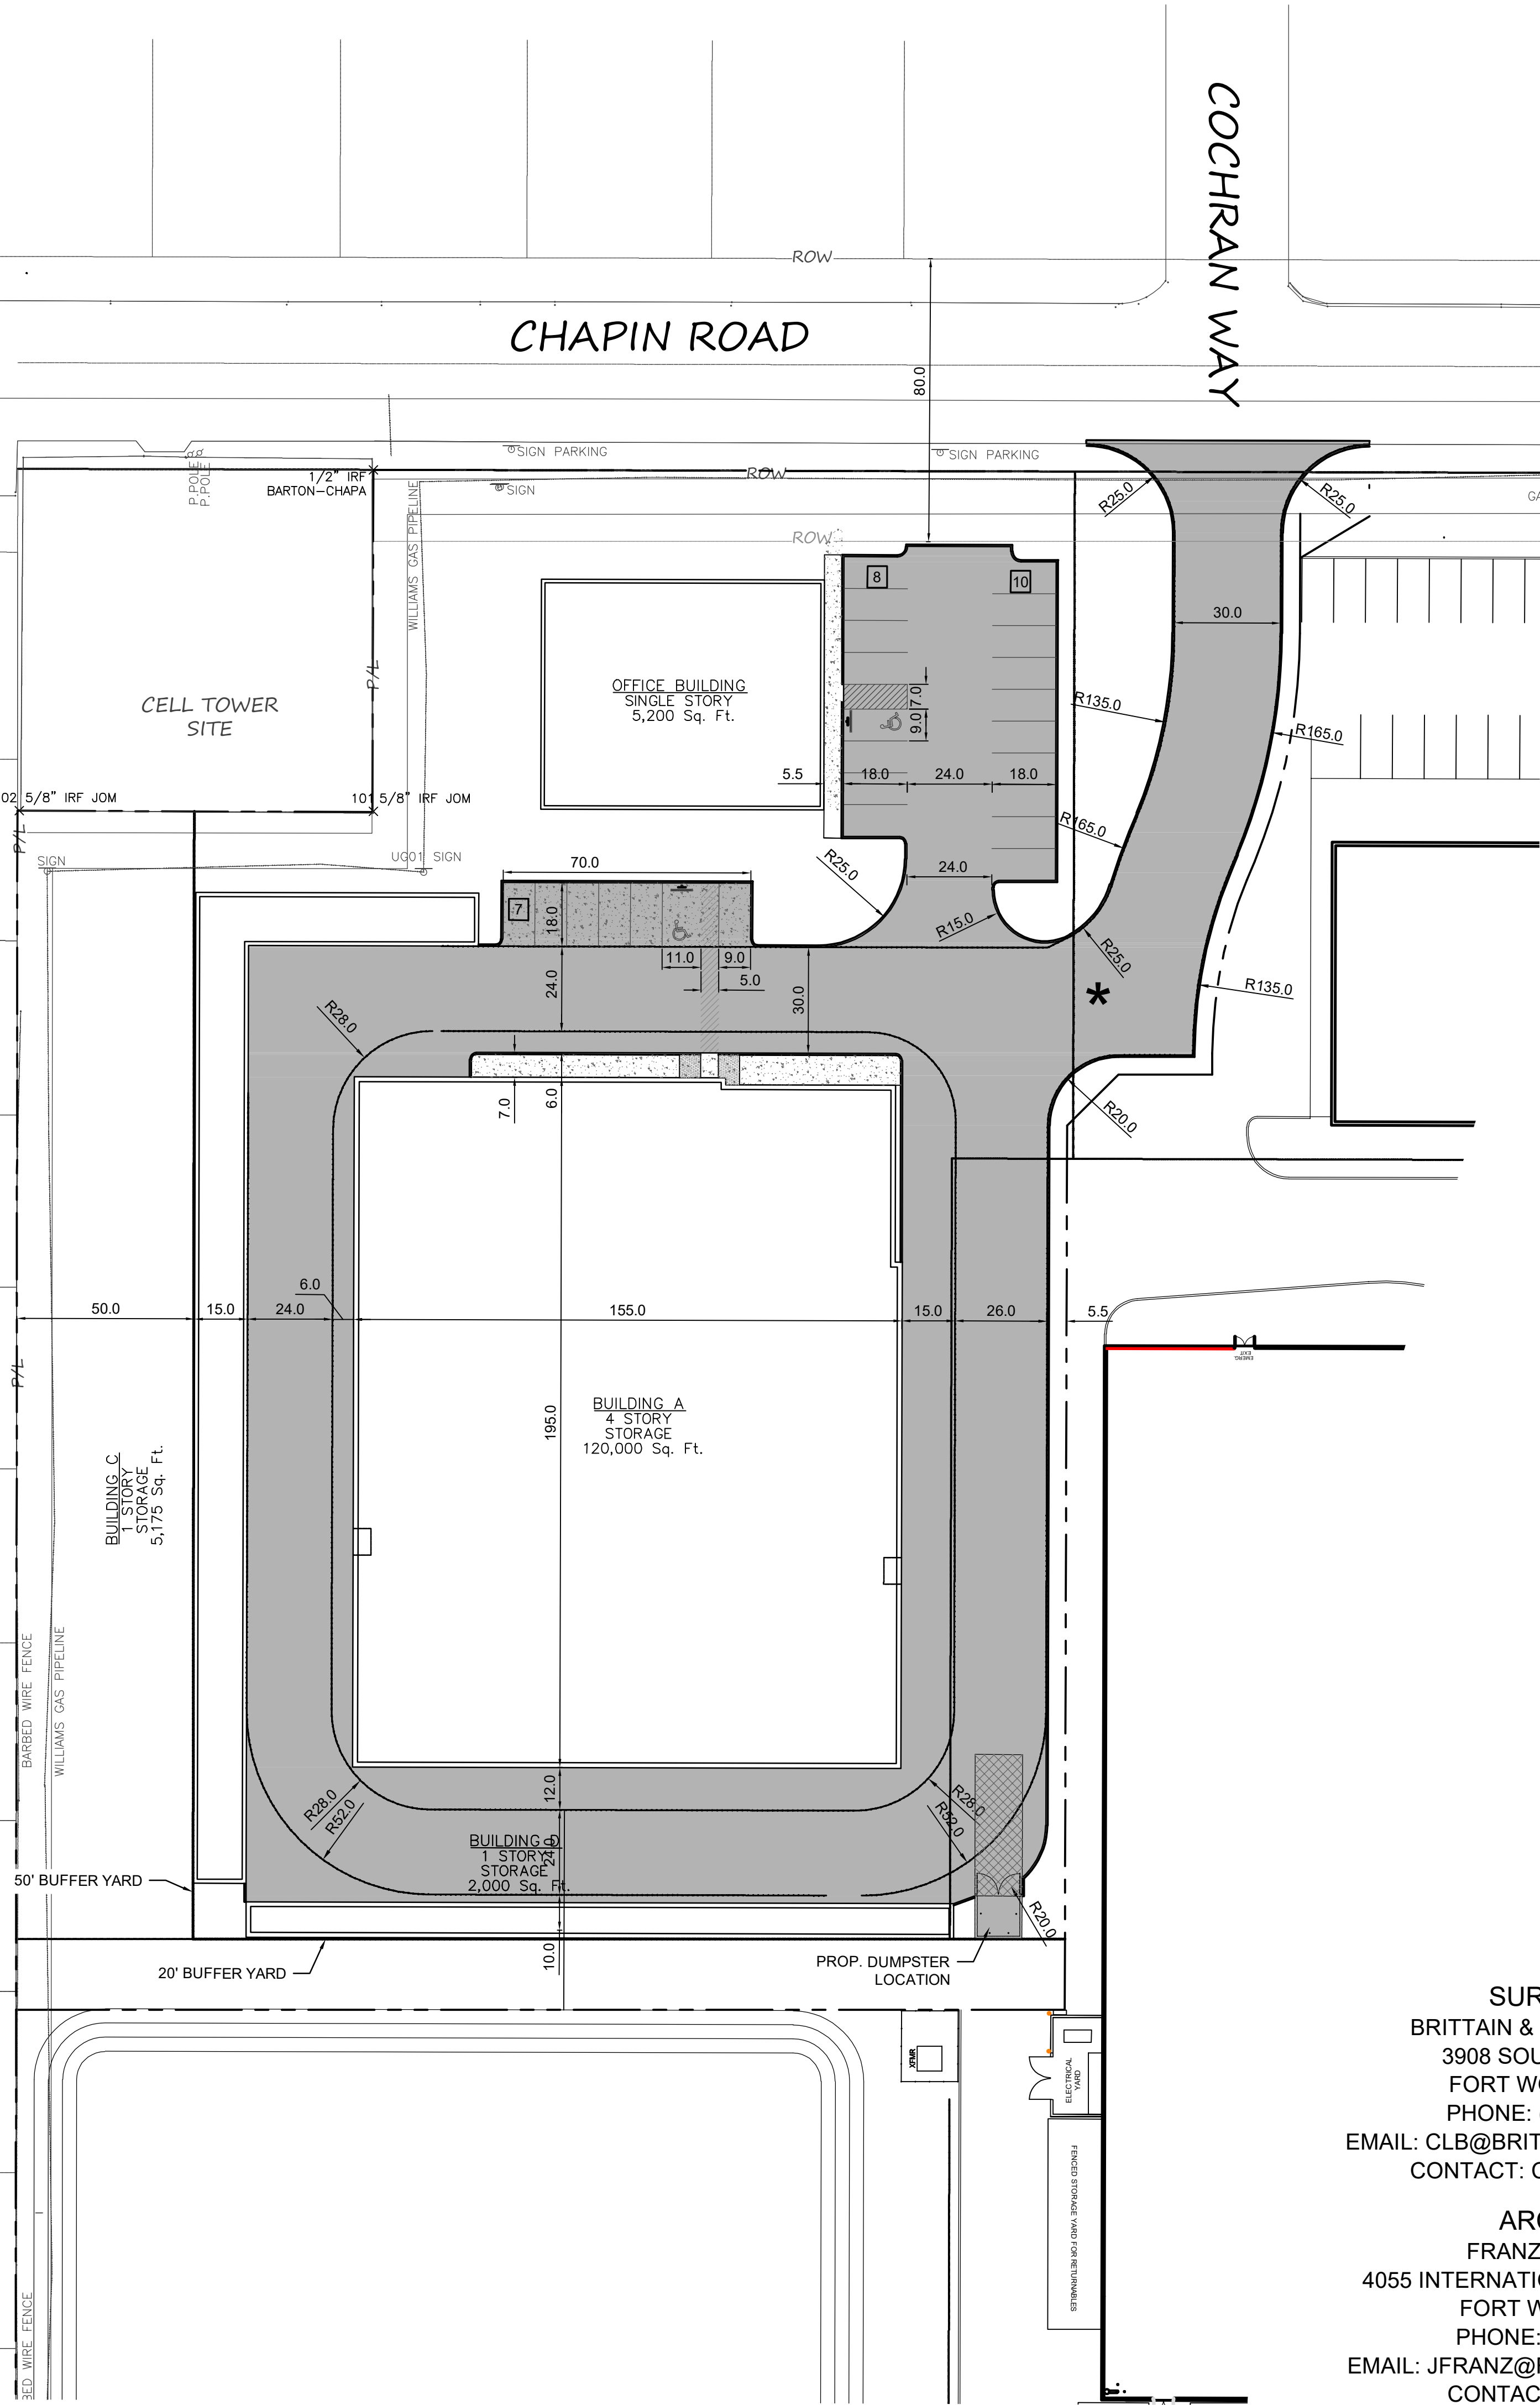 COCHRAN WAY
ROW
CHAPIN ROAD
80.0
SIGN PARKING
SIGN PARKING
P.POLE
P.POLE
1/2" IRF
BARTON-CHAPA
ROW
SIGN
WILLIAMS GAS PIPELINE
R25.0
R25.0
GA
ROW
8
10
30.0
P/L
CELL TOWER
SITE
OFFICE BUILDING
SINGLE STORY
5,200 Sq. Ft.
7.0
9.0
R135.0
R165.0
5.5
18.0
24.0
18.0
02 5/8" IRF JOM
101 5/8" IRF JOM
R165.0
P/L
SIGN
UG01 SIGN
70.0
R25.0
24.0
7
18.0
R15.0
R25.0
11.0
9.0
5.0
24.0
30.0
*
R135.0
R28.0
7.0
6.0
R20.0
6.0
50.0
15.0
24.0
155.0
15.0
26.0
5.5
EMERG.
EXIT
P/L
195.0
BUILDING A
4 STORY
STORAGE
120,000 Sq. Ft.
BUILDING C
1 STORY
STORAGE
5,175 Sq. Ft.
BARBED WIRE FENCE
WILLIAMS GAS PIPELINE
12.0
R28.0
R52.0
R28.0
R52.0
BUILDING D
1 STORY
STORAGE
2,000 Sq. Ft.
24.0
50' BUFFER YARD
R20.0
20' BUFFER YARD
10.0
PROP. DUMPSTER
LOCATION
XFMR
ELECTRICAL
YARD
FENCED STORAGE YARD FOR RETURNABLES
BED WIRE FENCE
SUR
BRITTAIN &
3908 SOU
FORT WO
PHONE:
EMAIL: CLB@BRIT
CONTACT: C
ARC
FRANZ
4055 INTERNATIO
FORT W
PHONE:
EMAIL: JFRANZ@
CONTAC